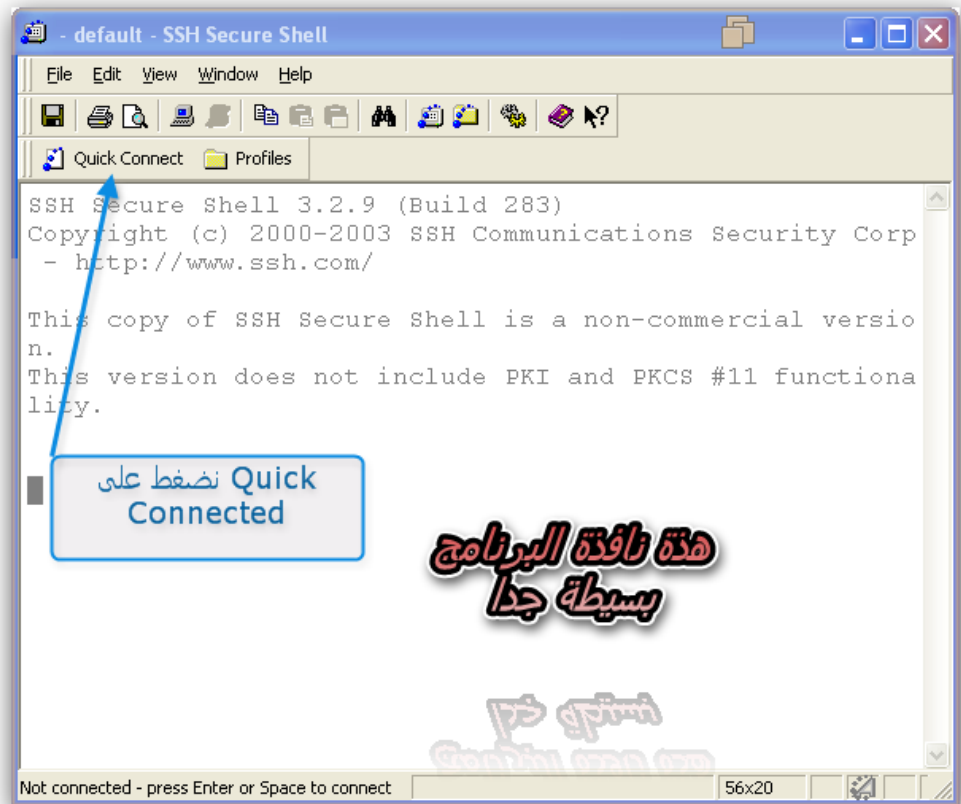 - default - SSH Secure Shell
File Edit View Window Help
Quick Connect Profiles
SSH Secure Shell 3.2.9 (Build 283)
Copyright (c) 2000-2003 SSH Communications Security Corp
- http://www.ssh.com/
This copy of SSH Secure Shell is a non-commercial versio
n.
This version does not include PKI and PKCS #11 functiona
lity.
نضغط على Quick
Connected
هذة نافذة البرنامج
بسيطة جدا
Not connected - press Enter or Space to connect 56x20